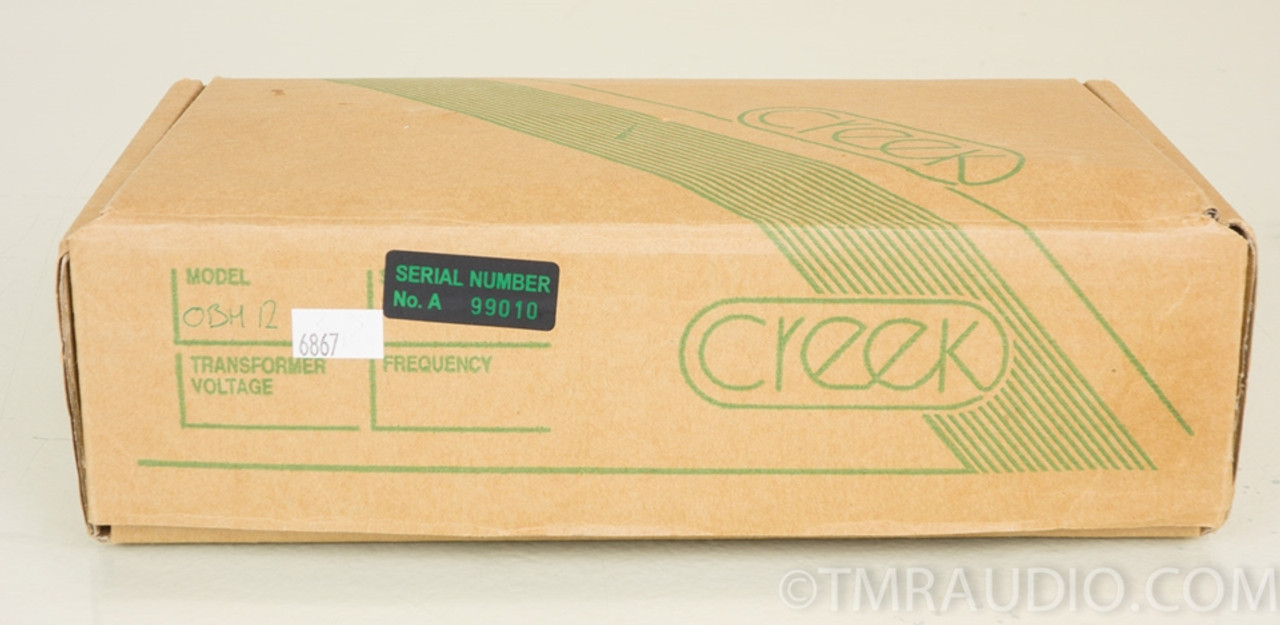 creek
MODEL
OBH 12
SERIAL NUMBER
No. A 99010
6867
TRANSFORMER
VOLTAGE
FREQUENCY
creek
©TMRAUDIO.COM